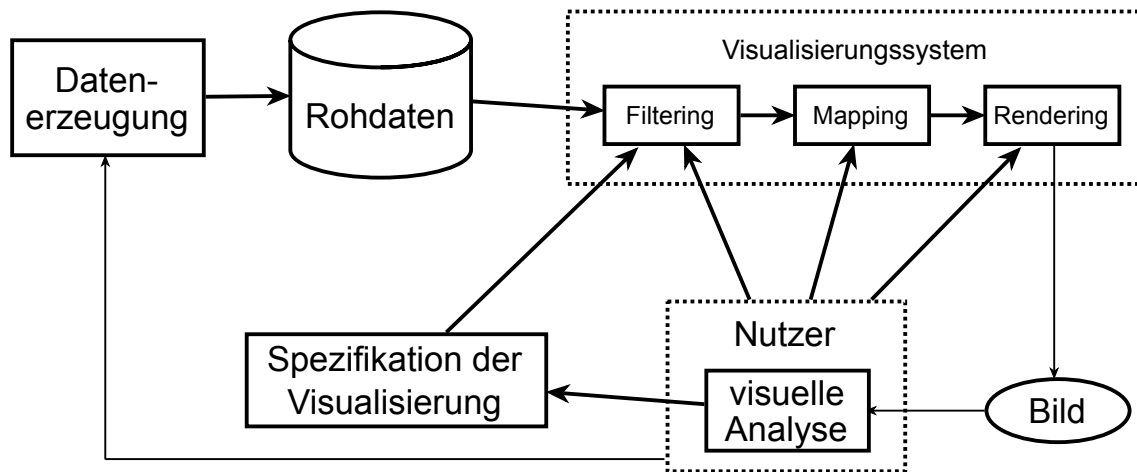 Visualisierungssystem
Daten-
erzeugung
Rohdaten
Filtering
Mapping
Rendering
Nutzer
Spezifikation der
Visualisierung
visuelle
Analyse
Bild